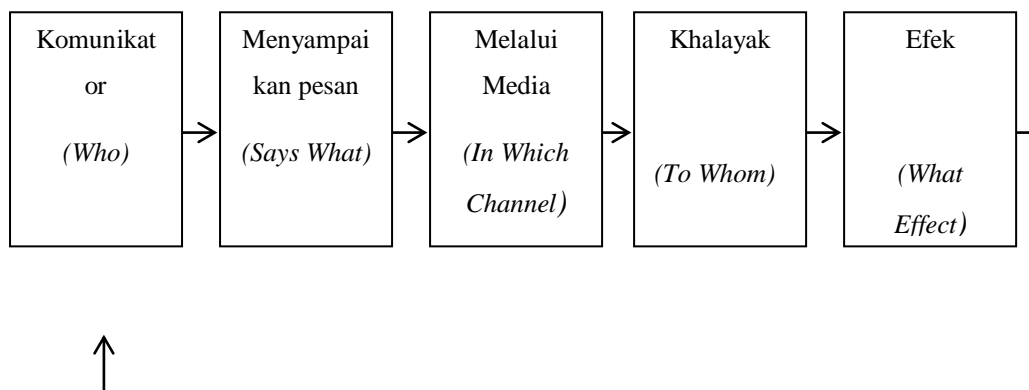 Komunikat
or
(Who)
Menyampai
kan pesan
(Says What)
Melalui
Media
(In Which
Channel)
Khalayak
(To Whom)
Efek
(What
Effect)